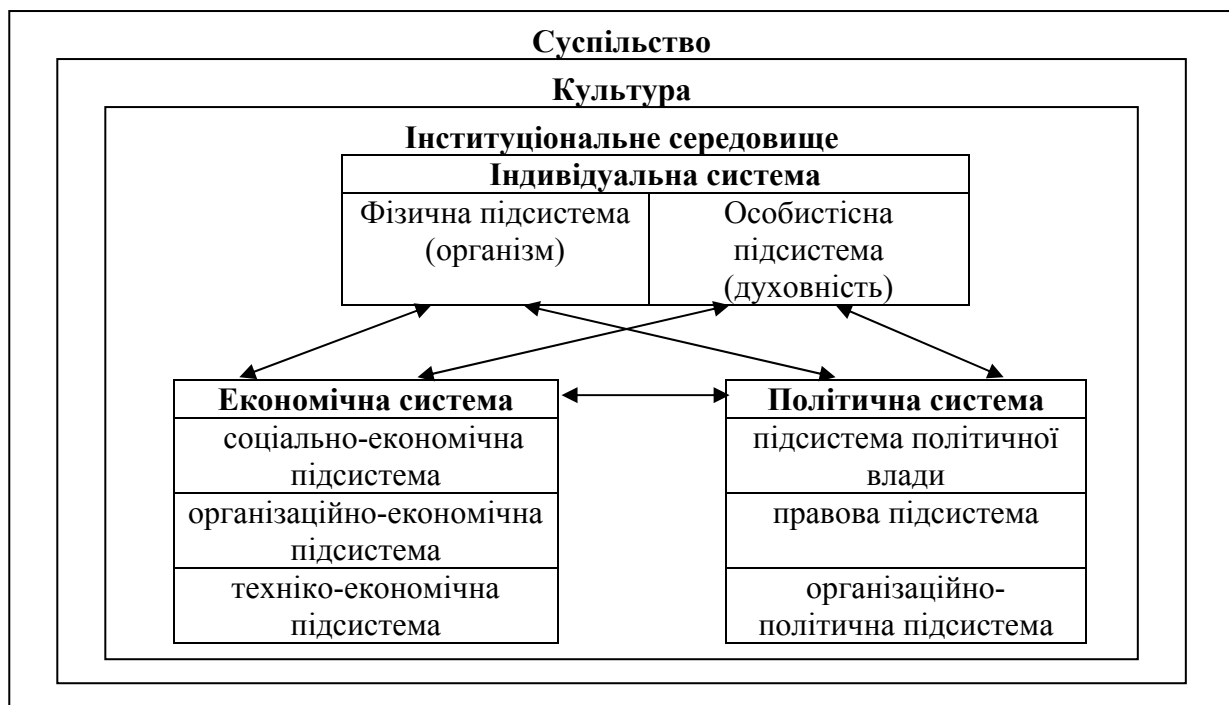 Суспільство
Культура
Інституціональне середовище
Індивідуальна система
Фізична підсистема
(організм)
Особистісна
підсистема
(духовність)
Економічна система
соціально-економічна
підсистема
організаційно-економічна
підсистема
техніко-економічна
підсистема
Політична система
підсистема політичної
влади
правова підсистема
організаційно-
політична підсистема